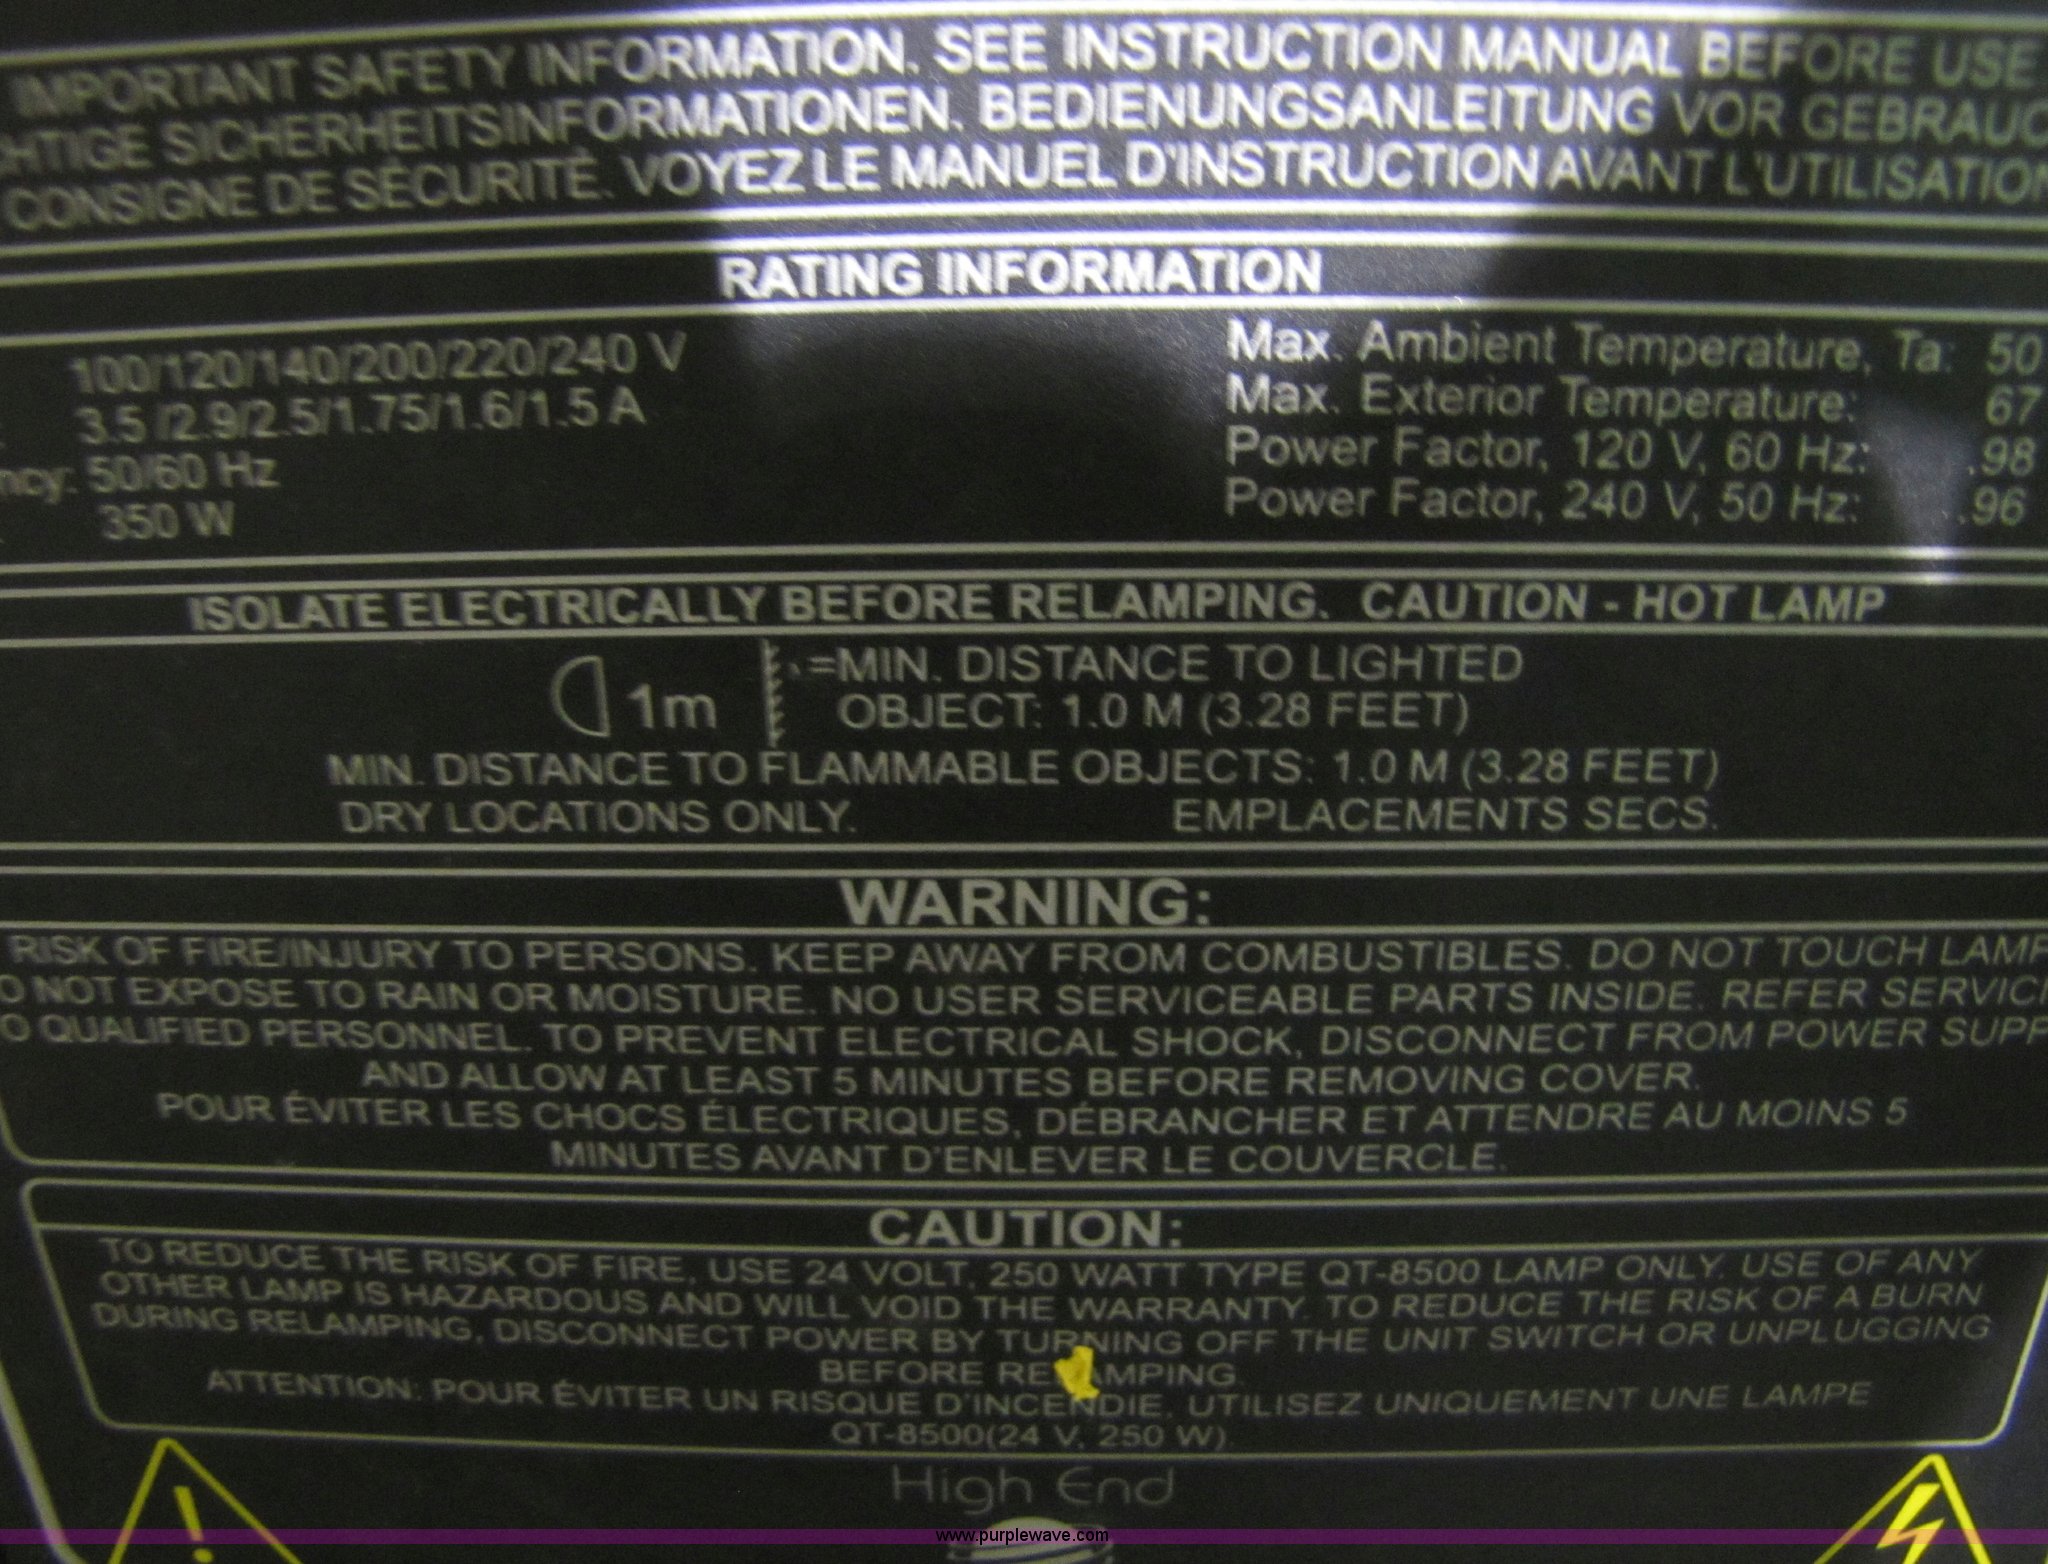 IMPORTANT SAFETY INFORMATION. SEE INSTRUCTION MANUAL BEFORE USE
HTIGE SICHERHEITSINFORMATIONEN. BEDIENUNGSANLEITUNG VOR GEBRAUC
CONSIGNE DE SÉCURITÉ. VOYEZ LE MANUEL D'INSTRUCTION AVANT L'UTILISATION
RATING INFORMATION
100/120/140/200/220/240 V
3.5 /2.9/2.5/1.75/1.6/1.5 A
ncy: 50/60 Hz
350 W
Max. Ambient Temperature, Ta: 50
Max. Exterior Temperature: 67
Power Factor, 120 V, 60 Hz: .98
Power Factor, 240 V, 50 Hz: .96
ISOLATE ELECTRICALLY BEFORE RELAMPING. CAUTION - HOT LAMP
1m =MIN. DISTANCE TO LIGHTED
OBJECT: 1.0 M (3.28 FEET)
MIN. DISTANCE TO FLAMMABLE OBJECTS: 1.0 M (3.28 FEET)
DRY LOCATIONS ONLY. EMPLACEMENTS SECS.
WARNING:
RISK OF FIRE/INJURY TO PERSONS. KEEP AWAY FROM COMBUSTIBLES. DO NOT TOUCH LAMP
O NOT EXPOSE TO RAIN OR MOISTURE. NO USER SERVICEABLE PARTS INSIDE. REFER SERVICI
O QUALIFIED PERSONNEL. TO PREVENT ELECTRICAL SHOCK, DISCONNECT FROM POWER SUPP
AND ALLOW AT LEAST 5 MINUTES BEFORE REMOVING COVER.
POUR ÉVITER LES CHOCS ÉLECTRIQUES, DÉBRANCHER ET ATTENDRE AU MOINS 5
MINUTES AVANT D'ENLEVER LE COUVERCLE.
CAUTION:
TO REDUCE THE RISK OF FIRE, USE 24 VOLT, 250 WATT TYPE QT-8500 LAMP ONLY. USE OF ANY
OTHER LAMP IS HAZARDOUS AND WILL VOID THE WARRANTY. TO REDUCE THE RISK OF A BURN
DURING RELAMPING, DISCONNECT POWER BY TURNING OFF THE UNIT SWITCH OR UNPLUGGING
BEFORE RELAMPING.
ATTENTION: POUR ÉVITER UN RISQUE D'INCENDIE, UTILISEZ UNIQUEMENT UNE LAMPE
QT-8500(24 V, 250 W)
High End
www.purplewave.com